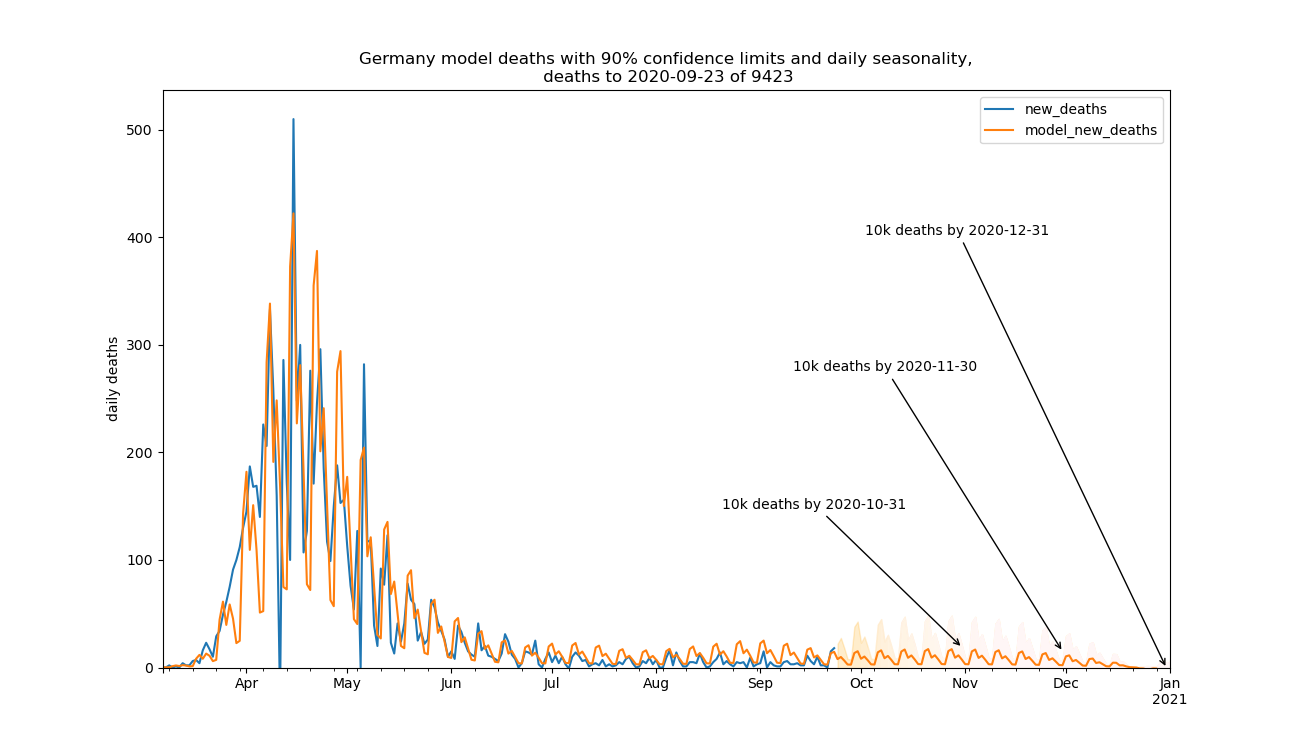 Germany model deaths with 90% confidence limits and daily seasonality,
deaths to 2020-09-23 of 9423
new_deaths
model_new_deaths
daily deaths
500
400
300
200
100
0
10k deaths by 2020-12-31
10k deaths by 2020-11-30
10k deaths by 2020-10-31
Apr May Jun Jul Aug Sep Oct Nov Dec Jan
2021